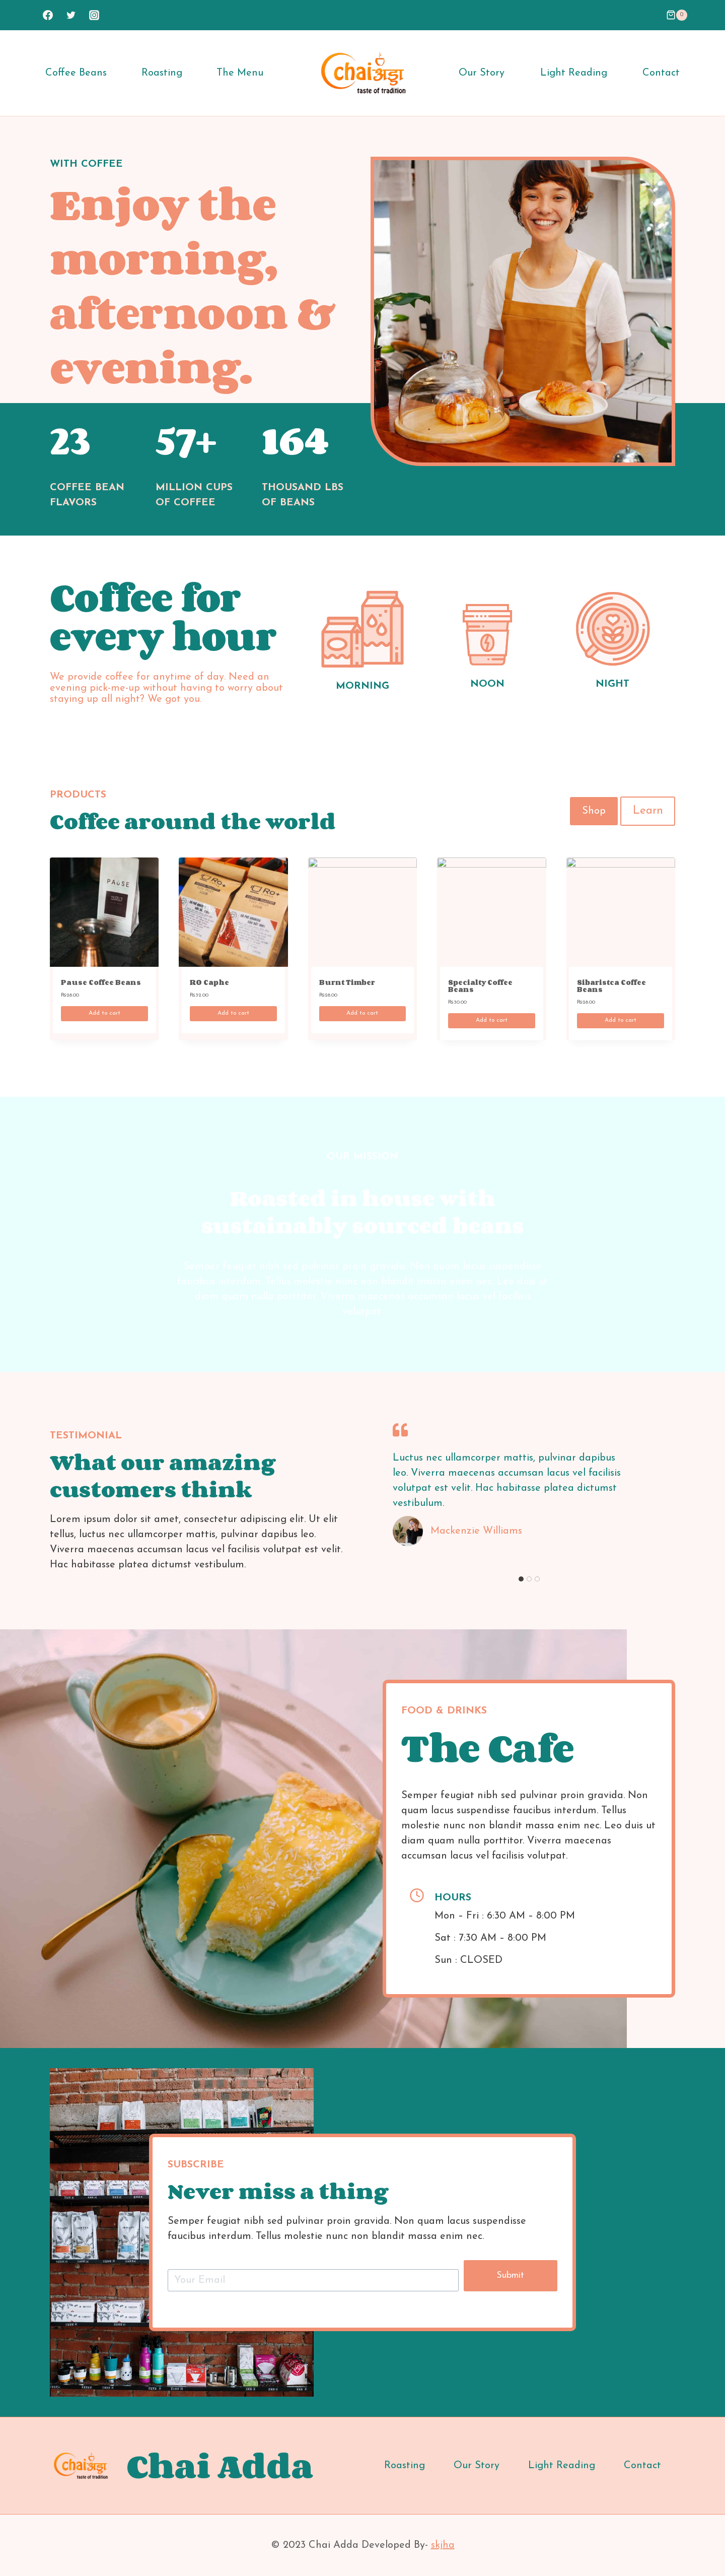 0
Coffee Beans
Roasting
The Menu
Chai अड्डा
taste of tradition
Our Story
Light Reading
Contact
WITH COFFEE
Enjoy the
morning,
afternoon &
evening.
23
COFFEE BEAN
FLAVORS
57+
MILLION CUPS
OF COFFEE
164
THOUSAND LBS
OF BEANS
Coffee for
every hour
We provide coffee for anytime of day. Need an
evening pick-me-up without having to worry about
staying up all night? We got you.
MORNING
NOON
NIGHT
PRODUCTS
Coffee around the world
Shop
Learn
PAUSE
RO+
RO+
Pause Coffee Beans
Add to cart
RO Caphe
Add to cart
Burnt Timber
Add to cart
Specialty Coffee
Beans
Add to cart
Sibaristca Coffee
Beans
Add to cart
OUR MISSION
Roasted in house with
sustainably sourced beans
TESTIMONIAL
What our amazing
customers think
Lorem ipsum dolor sit amet, consectetur adipiscing elit. Ut elit
tellus, luctus nec ullamcorper mattis, pulvinar dapibus leo.
Viverra maecenas accumsan lacus vel facilisis volutpat est velit.
Hac habitasse platea dictumst vestibulum.
Luctus nec ullamcorper mattis, pulvinar dapibus
leo. Viverra maecenas accumsan lacus vel facilisis
volutpat est velit. Hac habitasse platea dictumst
vestibulum.
Mackenzie Williams
FOOD & DRINKS
The Cafe
Semper feugiat nibh sed pulvinar proin gravida. Non
quam lacus suspendisse faucibus interdum. Tellus
molestie nunc non blandit massa enim nec. Leo duis ut
diam quam nulla porttitor. Viverra maecenas
accumsan lacus vel facilisis volutpat.
HOURS
Mon – Fri : 6:30 AM – 8:00 PM
Sat : 7:30 AM – 8:00 PM
Sun : CLOSED
SUBSCRIBE
Never miss a thing
Semper feugiat nibh sed pulvinar proin gravida. Non quam lacus suspendisse
faucibus interdum. Tellus molestie nunc non blandit massa enim nec.
Your Email
Submit
Chai अड्डा
taste of tradition
Chai Adda
Roasting
Our Story
Light Reading
Contact
© 2023 Chai Adda Developed By- skjha